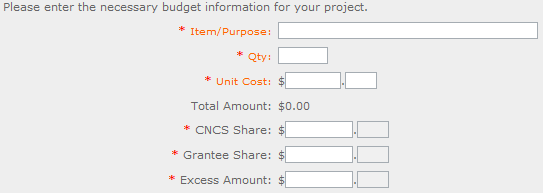 Please enter the necessary budget information for your project.
* Item/Purpose:
* Qty:
* Unit Cost: $ .
Total Amount: $0.00
* CNCS Share: $ .
* Grantee Share: $ .
* Excess Amount: $ .